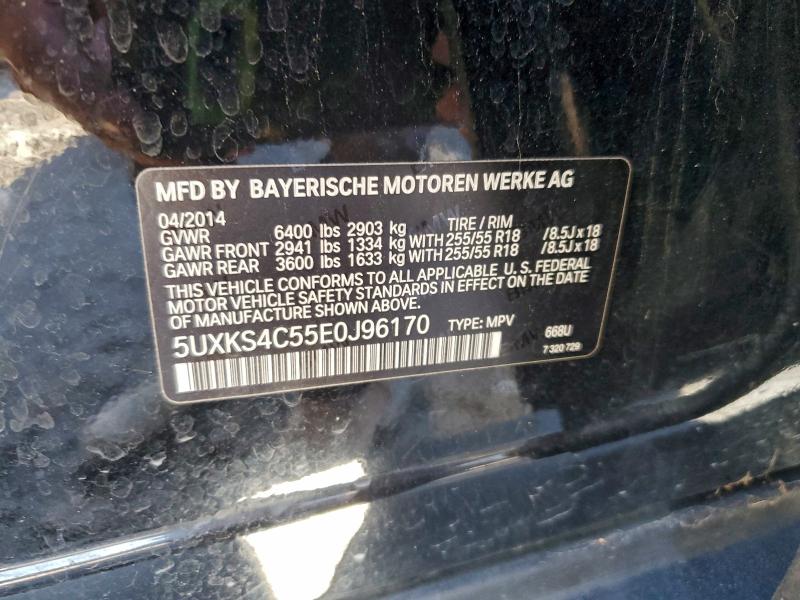 MFD BY BAYERISCHE MOTOREN WERKE AG
04/2014 TIRE / RIM
GVWR 6400 lbs 2903 kg
GAWR FRONT 2941 lbs 1334 kg WITH 255/55 R18 /8.5J x 18
GAWR REAR 3600 lbs 1633 kg WITH 255/55 R18 /8.5J x 18
THIS VEHICLE CONFORMS TO ALL APPLICABLE U. S. FEDERAL
MOTOR VEHICLE SAFETY STANDARDS IN EFFECT ON THE DATE
OF MANUFACTURE SHOWN ABOVE.
5UXKS4C55E0J96170 TYPE: MPV 668U
7 320 729